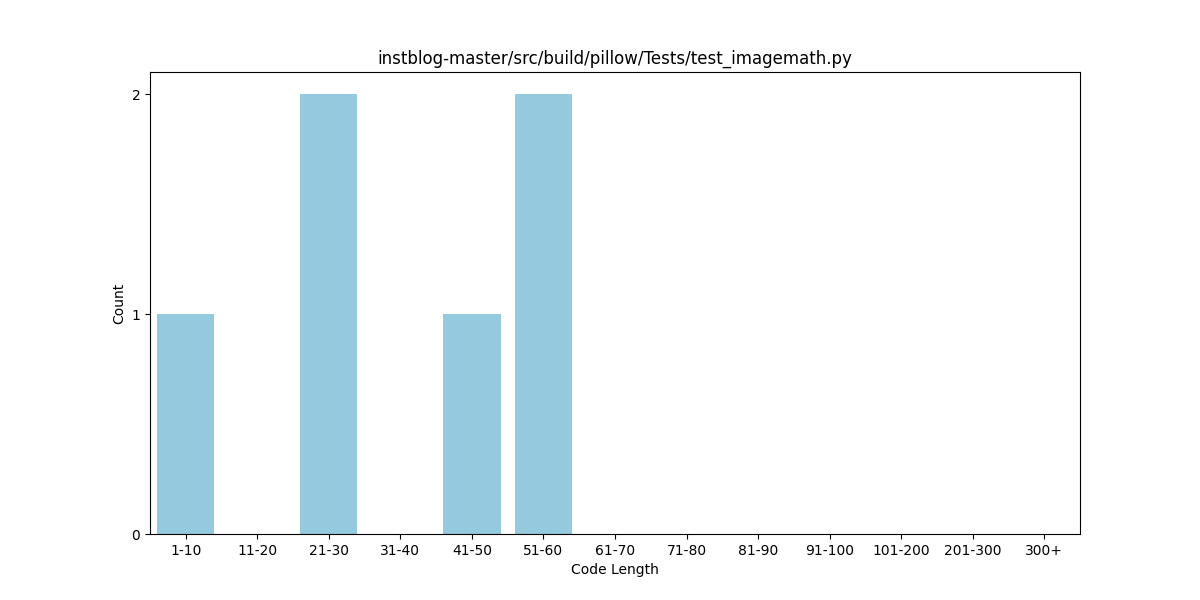 instblog-master/src/build/pillow/Tests/test_imagemath.py
2
1
0
Count
1-10 11-20 21-30 31-40 41-50 51-60 61-70 71-80 81-90 91-100 101-200 201-300 300+
Code Length